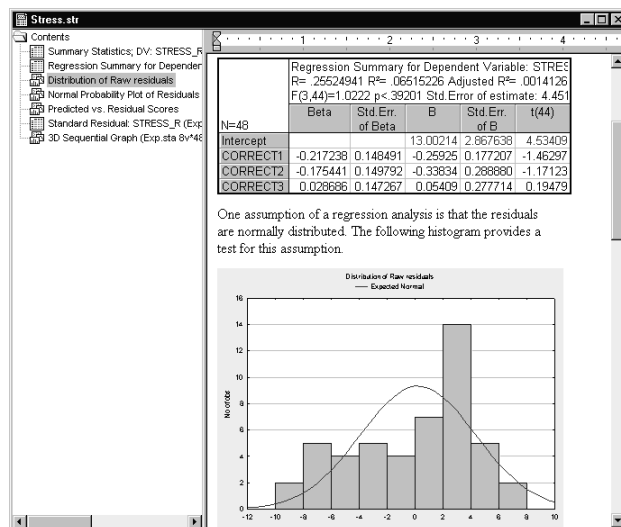 Stress.str
Contents
Summary Statistics; DV: STRESS_R
Regression Summary for Depender
Distribution of Raw residuals
Normal Probability Plot of Residuals
Predicted vs. Residual Scores
Standard Residual: STRESS_R (Exp
3D Sequential Graph (Exp.sta 8v*48
1 2 3 4
Regression Summary for Dependent Variable: STRES
R= .25524941 R²= .06515226 Adjusted R²= .0014126
F(3,44)=1.0222 p<.39201 Std.Error of estimate: 4.451
Beta Std.Err. B Std.Err. t(44)
N=48 of Beta of B
Intercept 13.00214 2.867638 4.53409
CORRECT1 -0.217238 0.148491 -0.25925 0.177207 -1.46297
CORRECT2 -0.175441 0.149792 -0.33834 0.288880 -1.17123
CORRECT3 0.028686 0.147267 0.05409 0.277714 0.19479
One assumption of a regression analysis is that the residuals
are normally distributed. The following histogram provides a
test for this assumption.
Distribution of Raw residuals
Expected Normal
No of obs
16
14
12
10
8
6
4
2
0
-12 -10 -8 -6 -4 -2 0 2 4 6 8 10